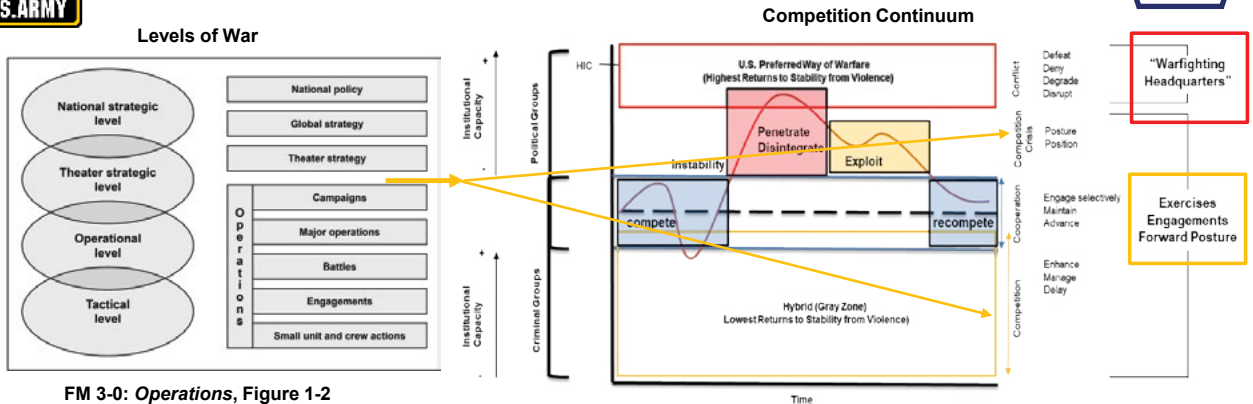 S.ARMY
Levels of War
National strategic
level
Theater strategic
level
Operational
level
Tactical
level
National policy
Global strategy
Theater strategy
Operations
Campaigns
Major operations
Battles
Engagements
Small unit and crew actions
FM 3-0: Operations, Figure 1-2
Competition Continuum
+
Institutional
Capacity
-
+
Institutional
Capacity
-
Political Groups
Criminal Groups
HIC
U.S. Preferred Way of Warfare
(Highest Returns to Stability from Violence)
Penetrate
Disintegrate
Instability
Exploit
compete
recompete
Hybrid (Gray Zone)
Lowest Returns to Stability from Violence)
Time
Conflict
Defeat
Deny
Degrade
Disrupt
Competition
Crisis
Posture
Position
Cooperation
Engage selectively
Maintain
Advance
Competition
Enhance
Manage
Delay
"Warfighting
Headquarters"
Exercises
Engagements
Forward Posture